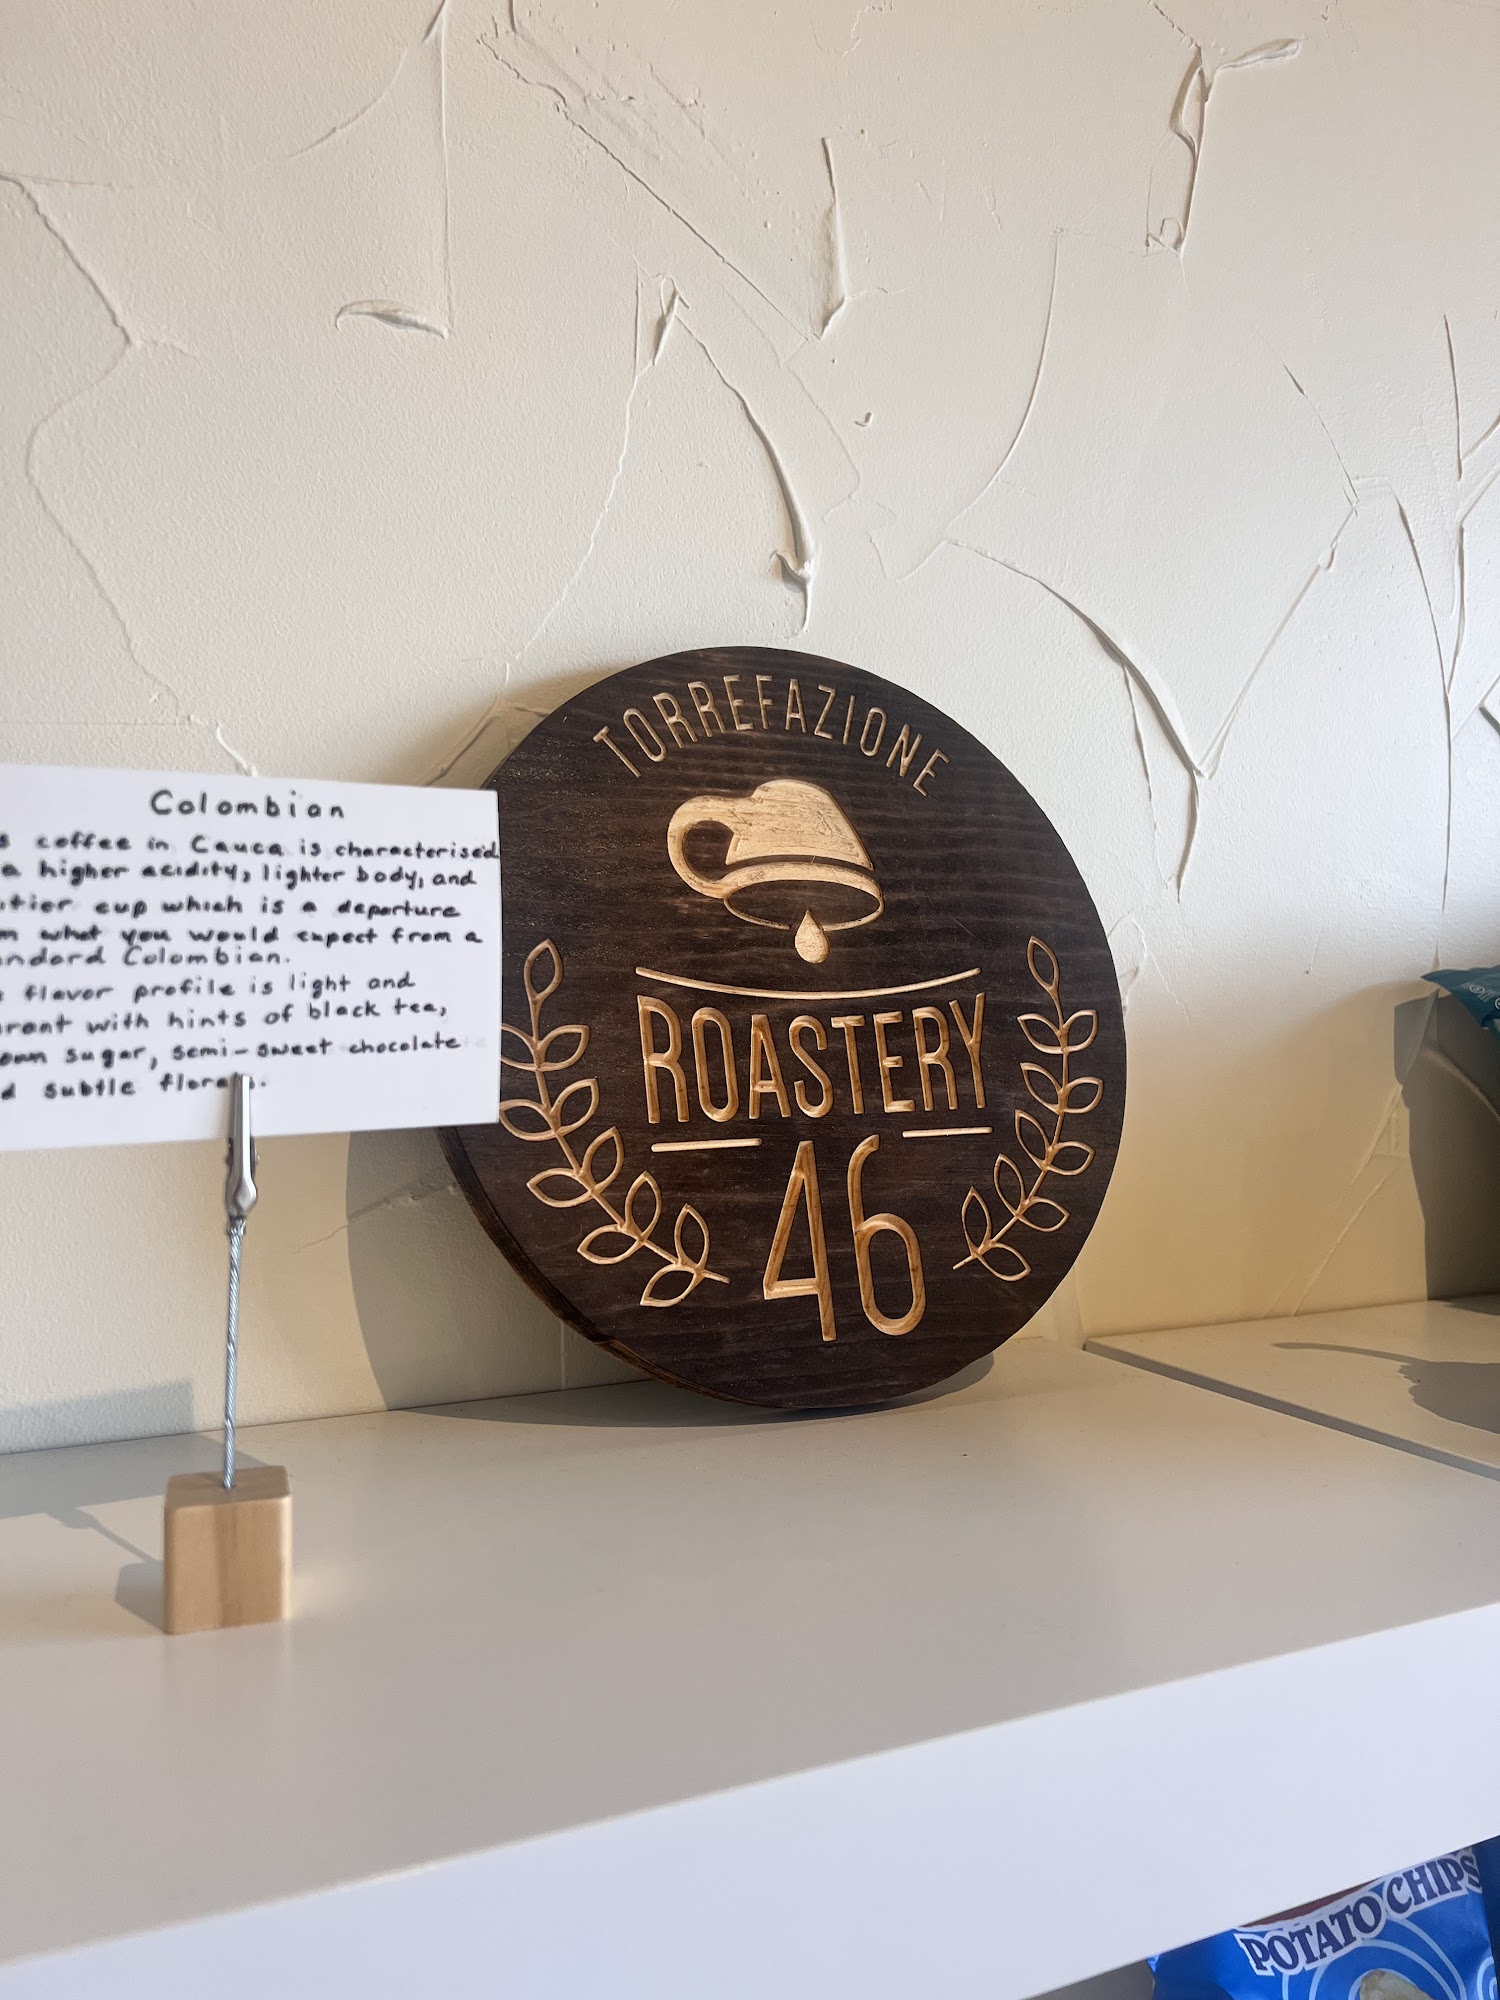 Colombian
coffee in Cauca is characterised
a higher acidity, lighter body, and
cup which is a departure
what you would expect from a
Colombian.
flavor profile is light and
with hints of black tea,
sugar, semi-sweet chocolate
subtle
TORREFAZIONE
ROASTERY
46
POTATO CHIPS